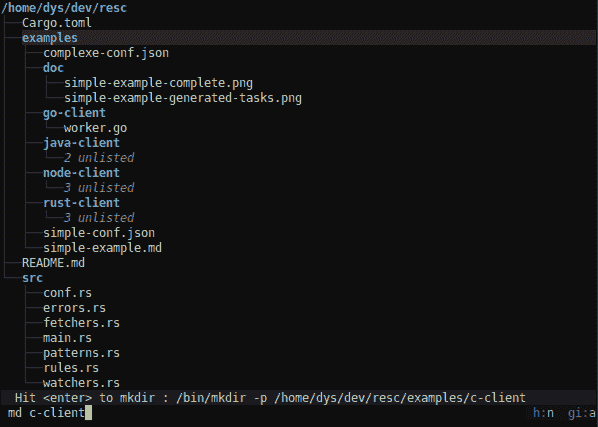 /home/dys/dev/resc
Cargo.toml
examples
complexe-conf.json
doc
simple-example-complete.png
simple-example-generated-tasks.png
go-client
worker.go
java-client
2 unlisted
node-client
3 unlisted
rust-client
3 unlisted
simple-conf.json
simple-example.md
README.md
src
conf.rs
errors.rs
fetchers.rs
main.rs
patterns.rs
rules.rs
watchers.rs
Hit <enter> to mkdir : /bin/mkdir -p /home/dys/dev/resc/examples/c-client
md c-client h:n gi:a